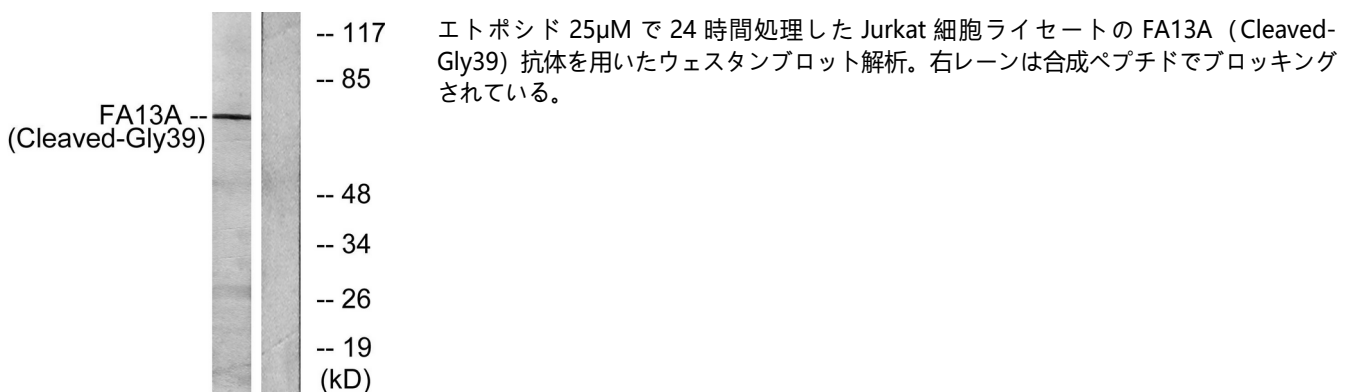 -- 117
-- 85
FA13A --
(Cleaved-Gly39)
-- 48
-- 34
-- 26
-- 19
(kD)
エトポシド 25μM で 24 時間処理した Jurkat 細胞ライセートの FA13A（Cleaved-
Gly39）抗体を用いたウェスタンブロット解析。右レーンは合成ペプチドでブロッキング
されている。